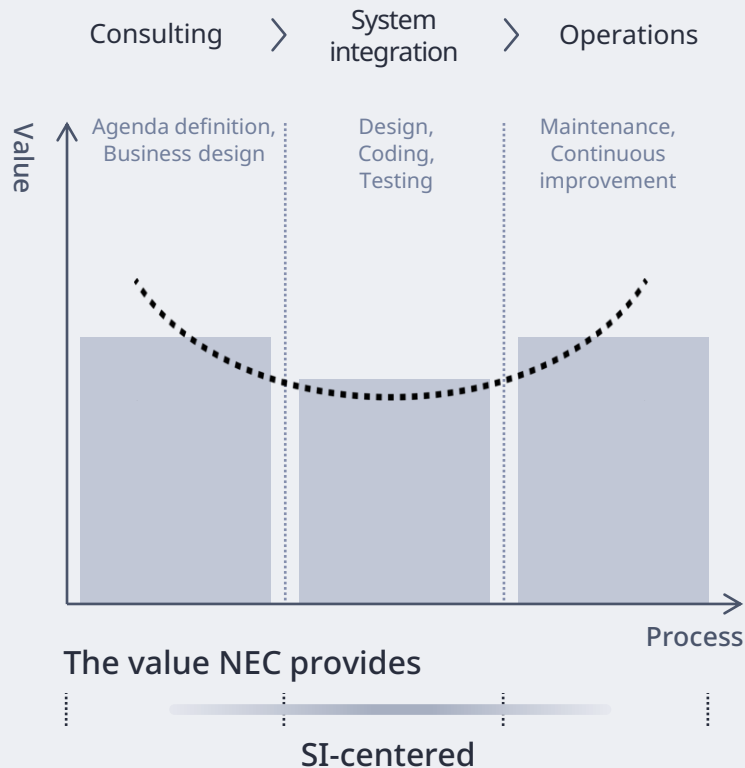 Consulting
System
integration
Operations
Value
Agenda definition,
Business design
Design,
Coding,
Testing
Maintenance,
Continuous
improvement
Process
The value NEC provides
SI-centered